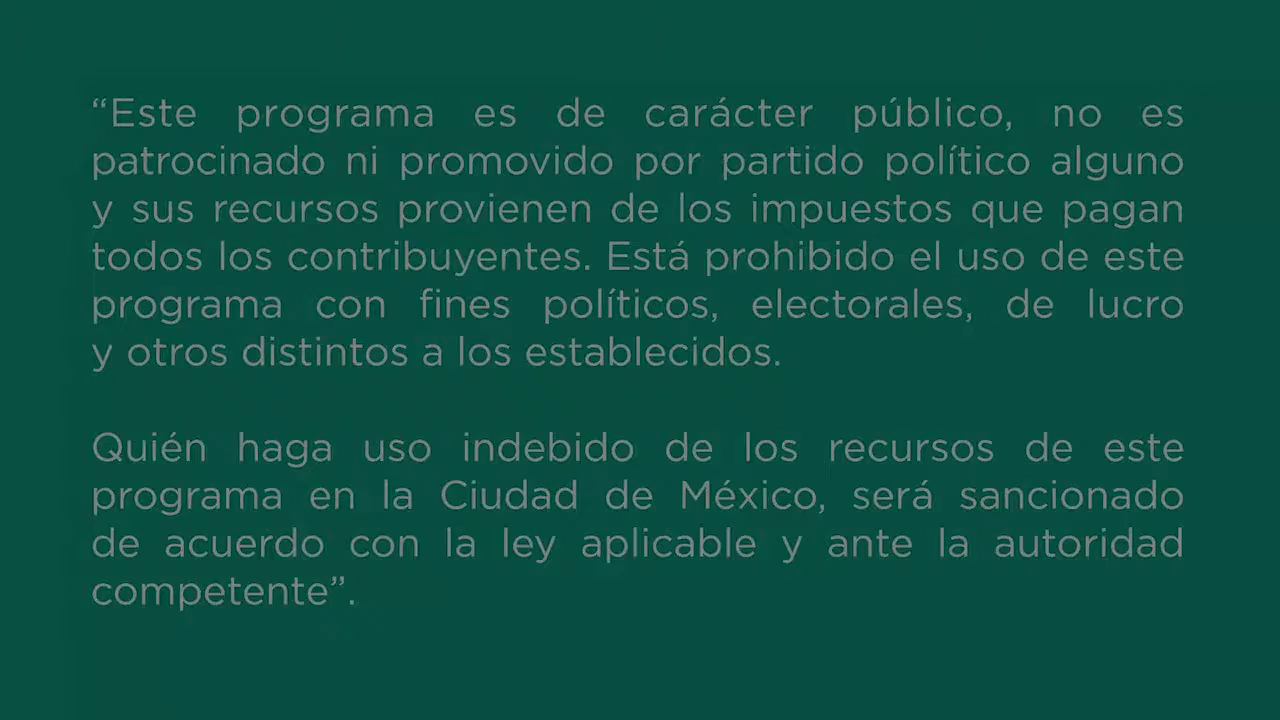 “Este programa es de carácter público, no es
patrocinado ni promovido por partido político alguno
y sus recursos provienen de los impuestos que pagan
todos los contribuyentes. Está prohibido el uso de este
programa con fines políticos, electorales, de lucro
y otros distintos a los establecidos.
Quién haga uso indebido de los recursos de este
programa en la Ciudad de México, será sancionado
de acuerdo con la ley aplicable y ante la autoridad
competente”.